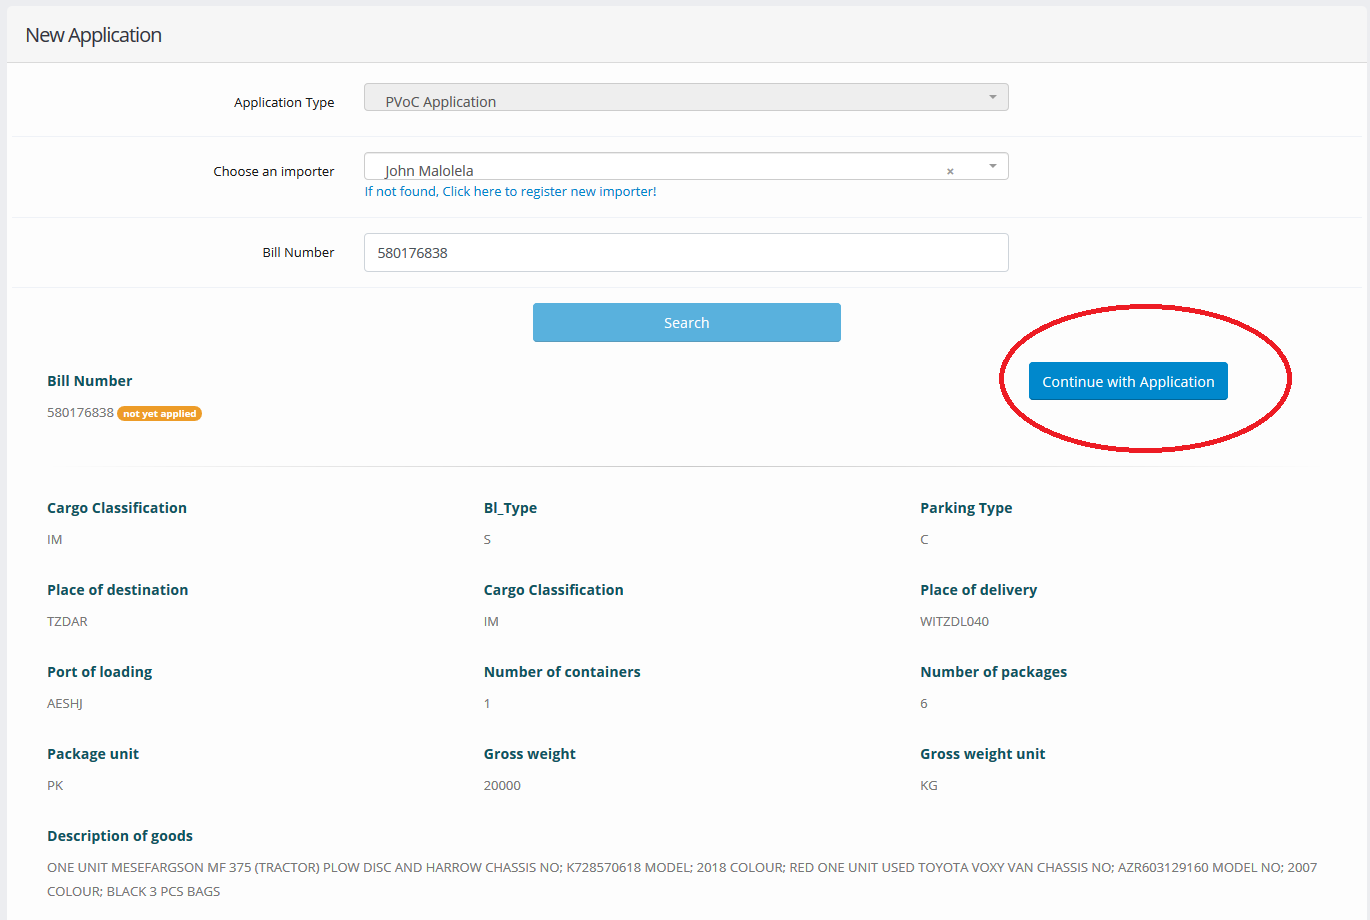 New Application
Application Type
PVoC Application
Choose an importer
John Malolela ×
If not found, Click here to register new importer!
Bill Number
580176838
Search
Bill Number
Continue with Application
580176838 not yet applied
Cargo Classification Bl_Type Parking Type
IM S C
Place of destination Cargo Classification Place of delivery
TZDAR IM WITZDL040
Port of loading Number of containers Number of packages
AESHJ 1 6
Package unit Gross weight Gross weight unit
PK 20000 KG
Description of goods
ONE UNIT MESEFARGSON MF 375 (TRACTOR) PLOW DISC AND HARROW CHASSIS NO; K728570618 MODEL; 2018 COLOUR; RED ONE UNIT USED TOYOTA VOXY VAN CHASSIS NO; AZR603129160 MODEL NO; 2007
COLOUR; BLACK 3 PCS BAGS